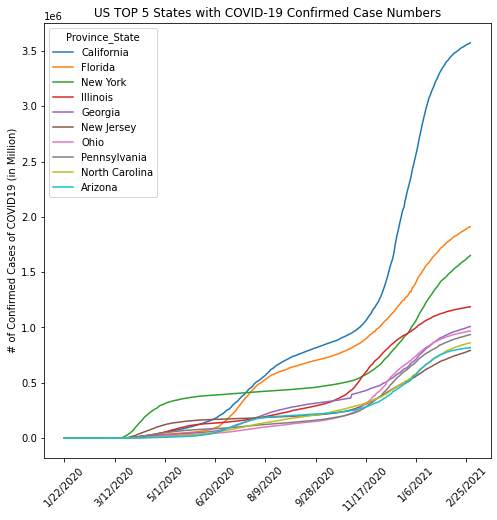 US TOP 5 States with COVID-19 Confirmed Case Numbers
1e6
Province_State
California
Florida
New York
Illinois
Georgia
New Jersey
Ohio
Pennsylvania
North Carolina
Arizona
# of Confirmed Cases of COVID19 (in Million)
3.5
3.0
2.5
2.0
1.5
1.0
0.5
0.0
1/22/2020
3/12/2020
5/1/2020
6/20/2020
8/9/2020
9/28/2020
11/17/2020
1/6/2021
2/25/2021